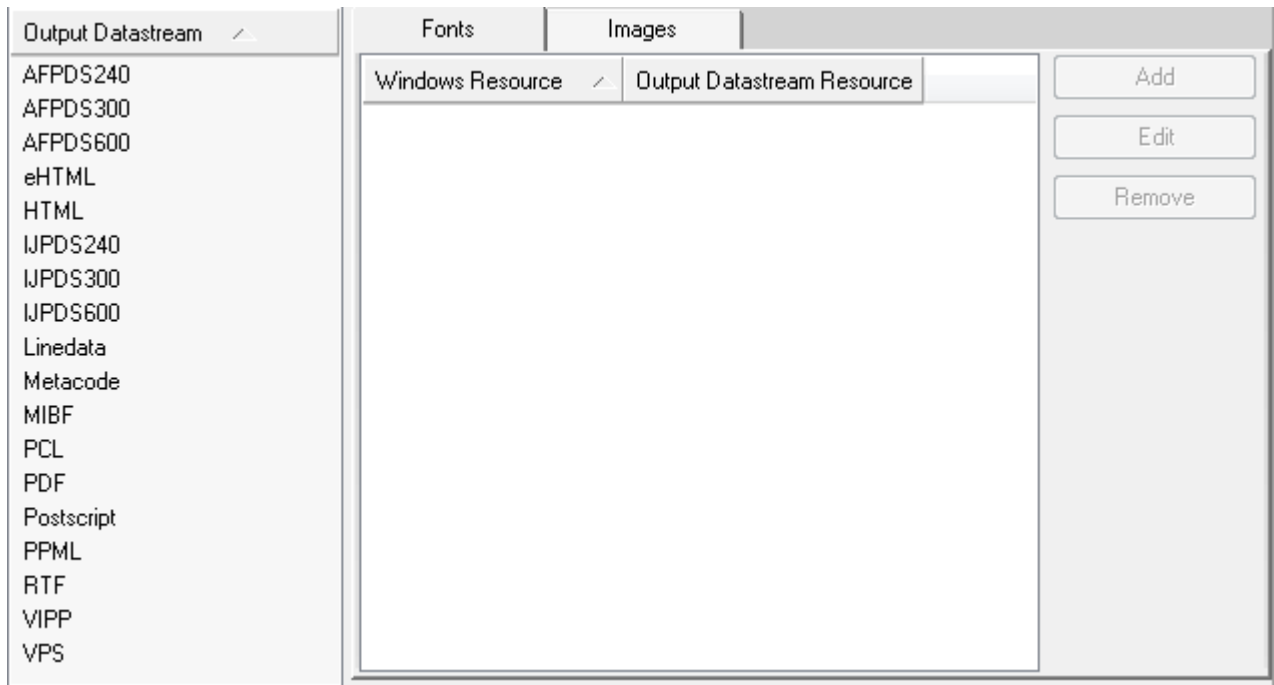 Output Datastream
AFPDS240
AFPDS300
AFPDS600
eHTML
HTML
IJPDS240
IJPDS300
IJPDS600
Linedata
Metacode
MIBF
PCL
PDF
Postscript
PPML
RTF
VIPP
VPS
Fonts Images
Windows Resource Output Datastream Resource
Add
Edit
Remove